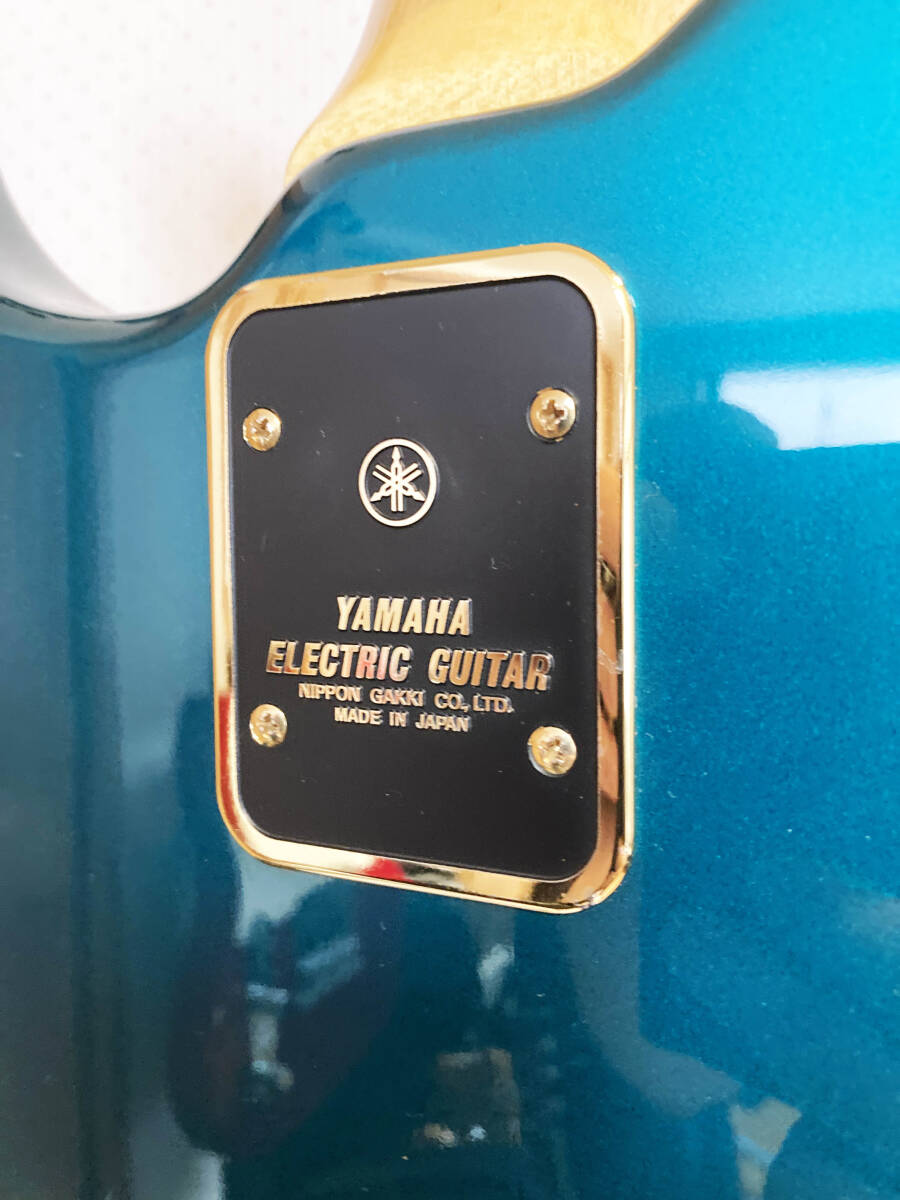 YAMAHA
ELECTRIC GUITAR
NIPPON GAKKI CO., LTD.
MADE IN JAPAN